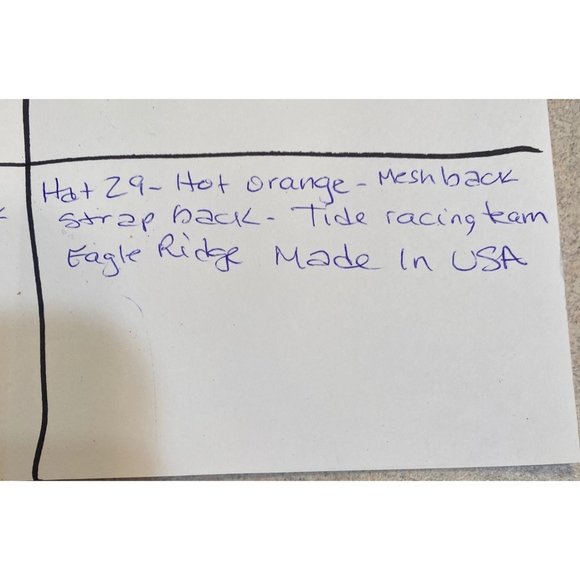 Hat 29- Hot orange- Meshback
Strap back- Tide racing team
Eagle Ridge Made In USA